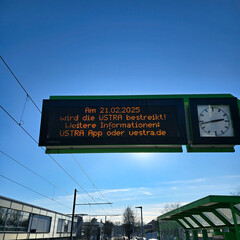 Am 21.02.2025
wird die ÜSTRA bestreikt!
Weitere Informationen:
ÜSTRA App oder uestra.de